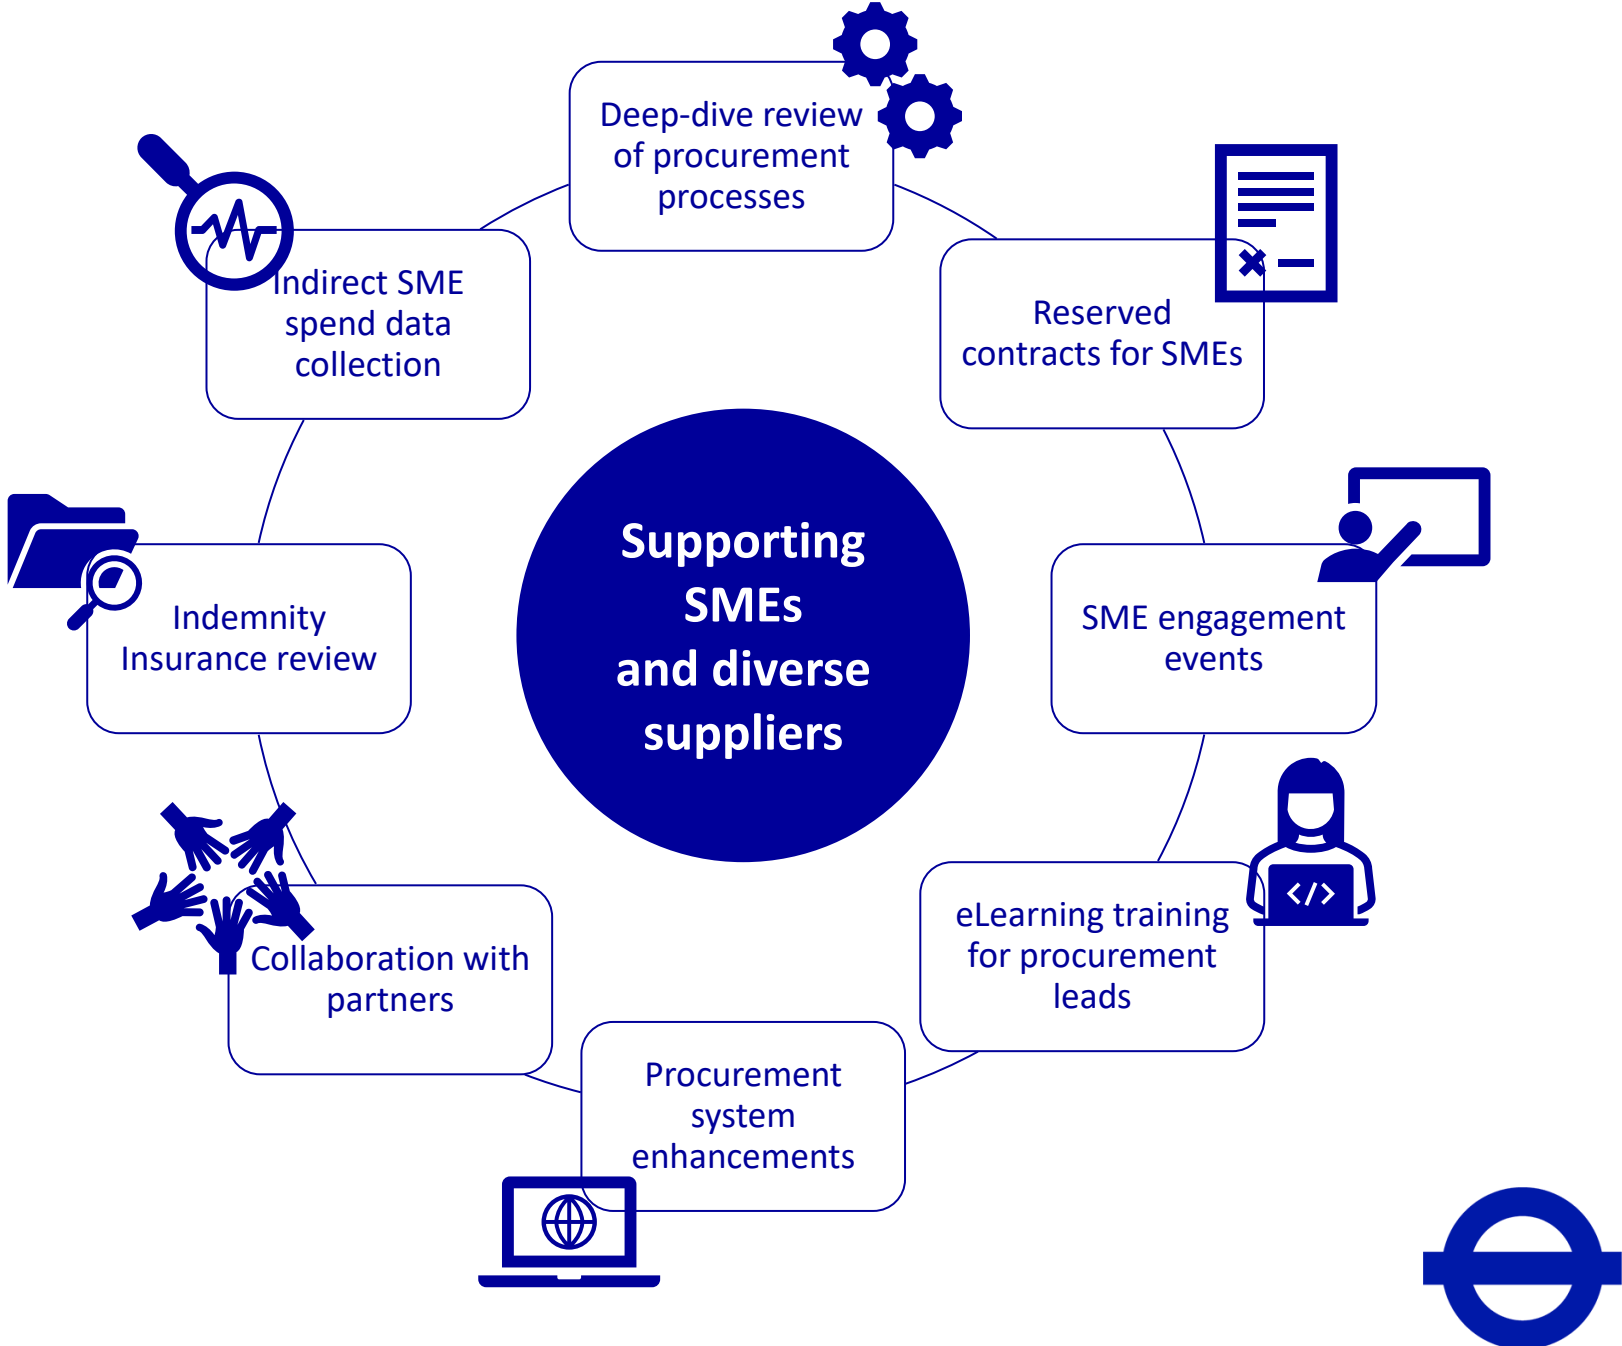 Deep-dive review
of procurement
processes
Reserved
contracts for SMEs
SME engagement
events
eLearning training
for procurement
leads
</>
Procurement
system
enhancements
Collaboration with
partners
Indemnity
Insurance review
Indirect SME
spend data
collection
Supporting
SMEs
and diverse
suppliers